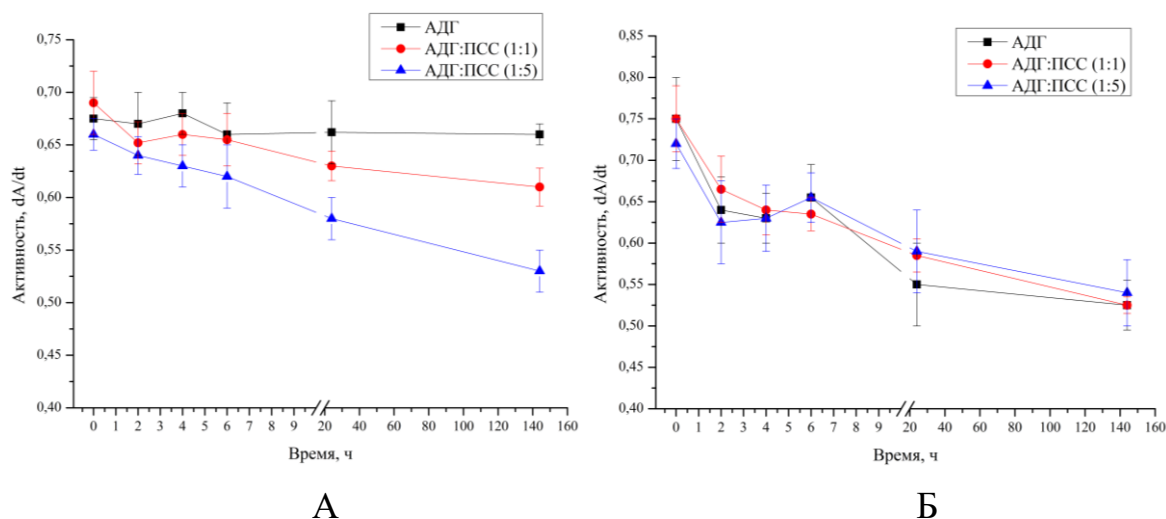 АДГ
АДГ:ПСС (1:1)
АДГ:ПСС (1:5)
0,75
0,70
0,65
0,60
0,55
0,50
0,45
0,40
Активность, dA/dt
0 1 2 3 4 5 6 7 8 9 20 40 60 80 100 120 140 160
Время, ч
А
АДГ
АДГ:ПСС (1:1)
АДГ:ПСС (1:5)
0,85
0,80
0,75
0,70
0,65
0,60
0,55
0,50
0,45
0,40
Активность, dA/dt
0 1 2 3 4 5 6 7 8 9 20 40 60 80 100 120 140 160
Время, ч
Б